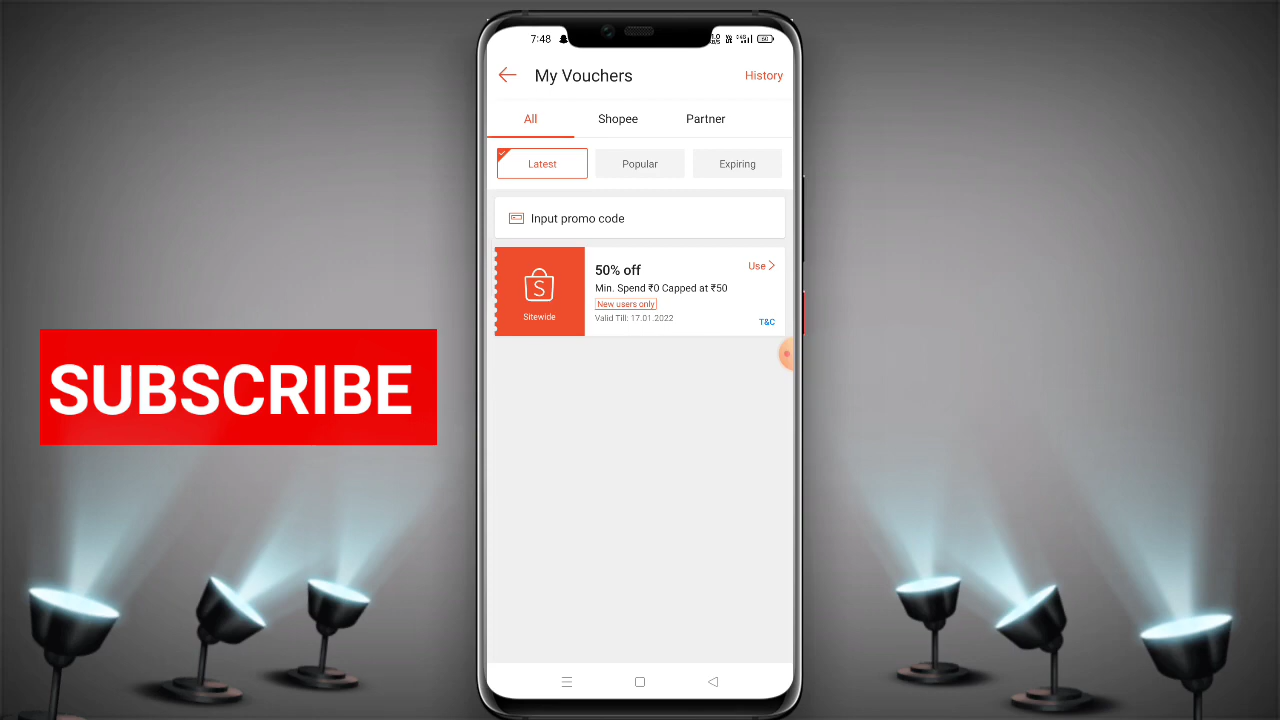 7:48
My Vouchers
History
All
Shopee
Partner
Latest
Popular
Expiring
Input promo code
50% off
Use
Min. Spend ₹0 Capped at ₹50
New users only
Valid Till: 17.01.2022
T&C
S
Sitewide
SUBSCRIBE